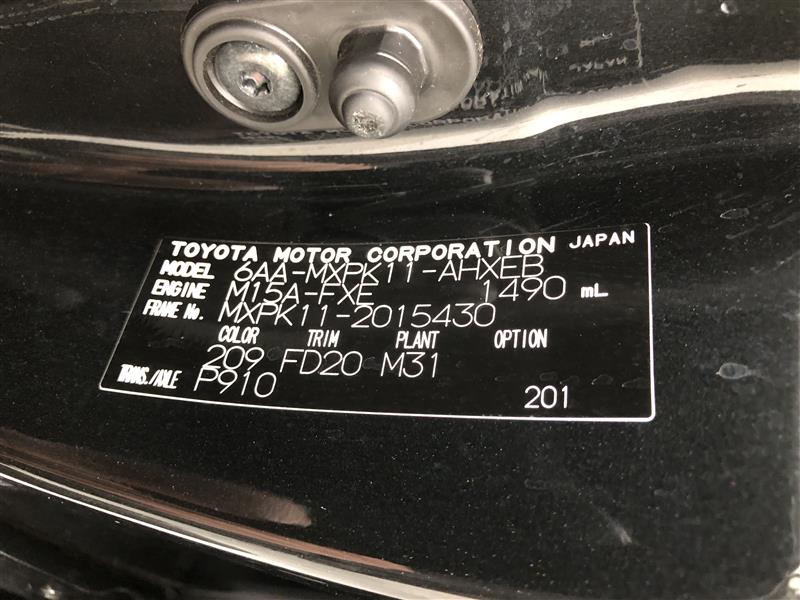 TOYOTA MOTOR CORPORATION JAPAN
MODEL 6AA-MXPK11-AHXEB
ENGINE M15A-FXE 1490 mL
FRAME No. MXPK11-2015430
COLOR TRIM PLANT OPTION
209 FD20 M31
TRANS./AXLE P910
201